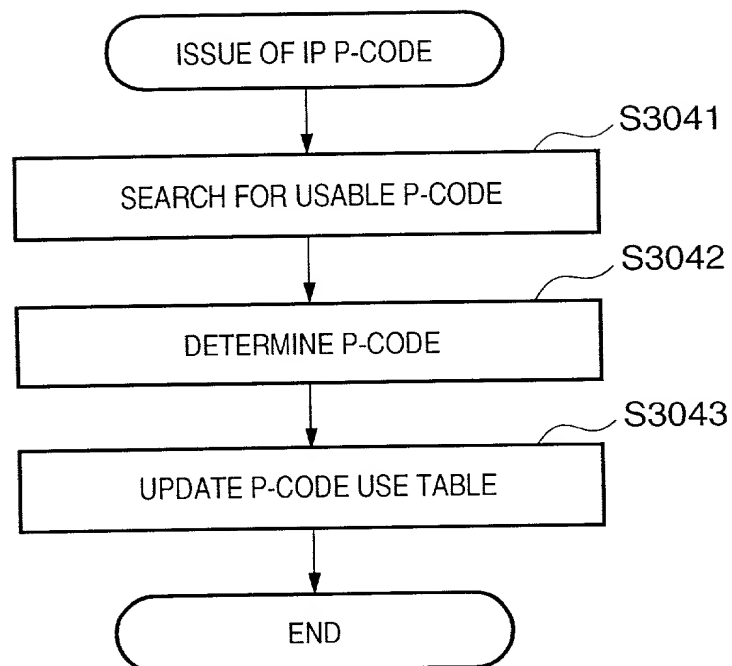 ISSUE OF IP P-CODE
S3041
SEARCH FOR USABLE P-CODE
S3042
DETERMINE P-CODE
S3043
UPDATE P-CODE USE TABLE
END